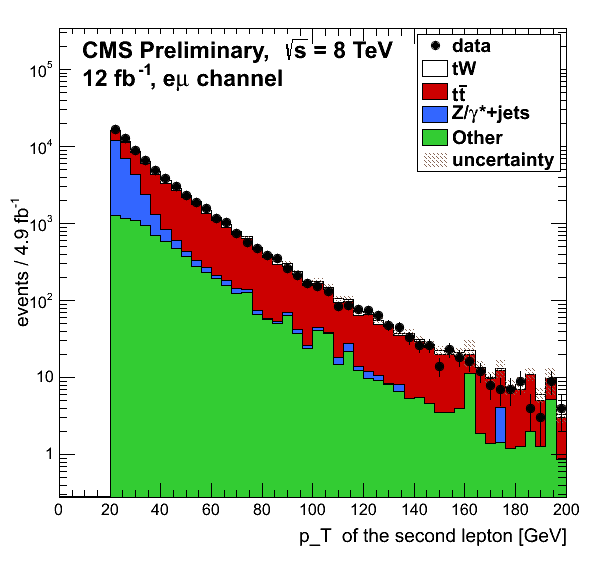 CMS Preliminary, √s = 8 TeV
12 fb⁻¹, eμ channel
data
tW
tt̄
Z/γ*+jets
Other
uncertainty
events / 4.9 fb⁻¹
10⁵
10⁴
10³
10²
10
1
0 20 40 60 80 100 120 140 160 180 200
p_T of the second lepton [GeV]